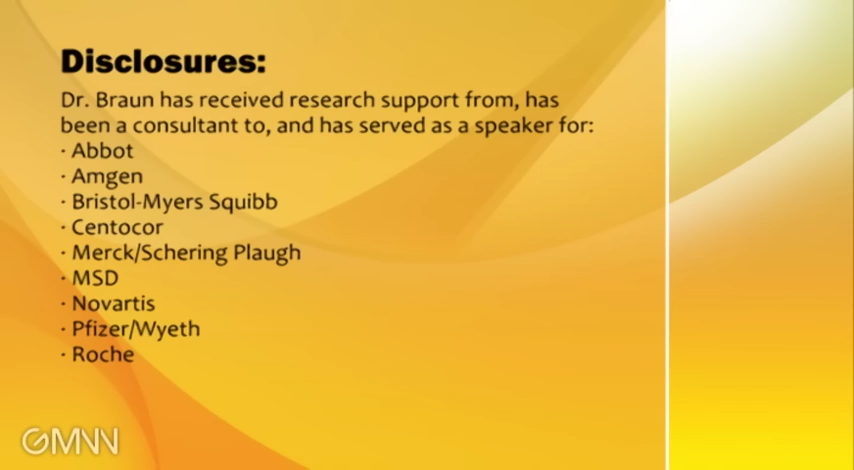 Disclosures:
Dr. Braun has received research support from, has
been a consultant to, and has served as a speaker for:
· Abbot
· Amgen
· Bristol-Myers Squibb
· Centocor
· Merck/Schering Plaugh
· MSD
· Novartis
· Pfizer/Wyeth
· Roche
GMNN